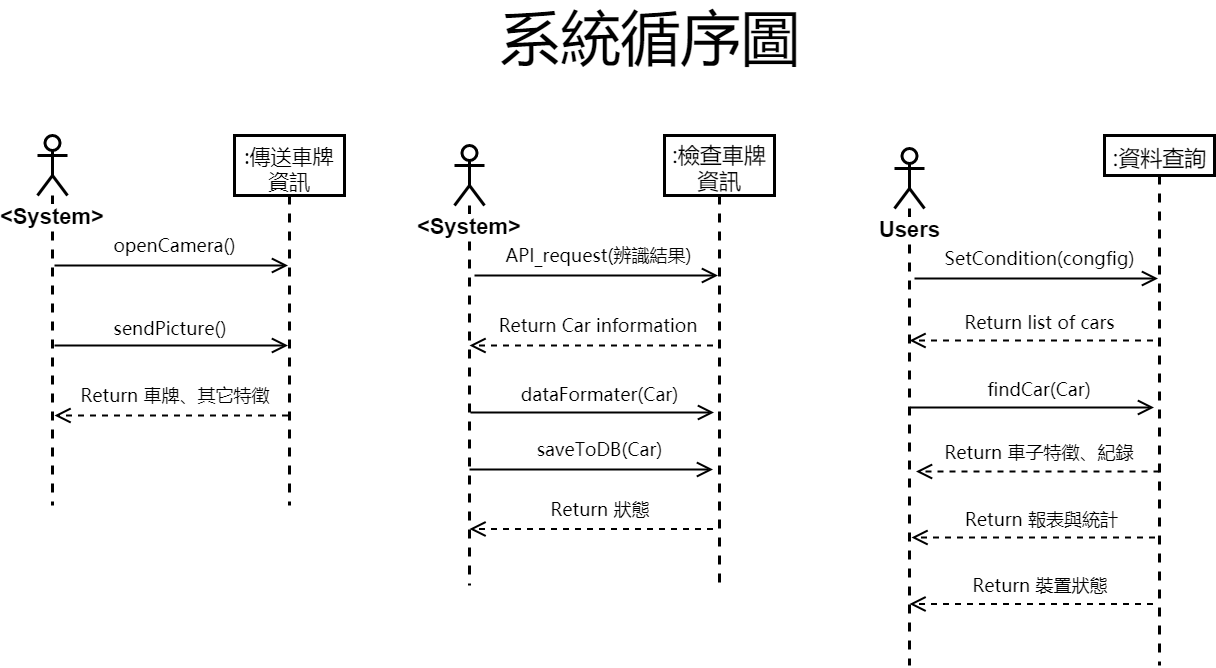 系統循序圖
:傳送車牌
資訊
<System>
openCamera()
sendPicture()
Return 車牌、其它特徵
:檢查車牌
資訊
<System>
API_request(辨識結果)
Return Car information
dataFormater(Car)
saveToDB(Car)
Return 狀態
:資料查詢
Users
SetCondition(congfig)
Return list of cars
findCar(Car)
Return 車子特徵、紀錄
Return 報表與統計
Return 裝置狀態